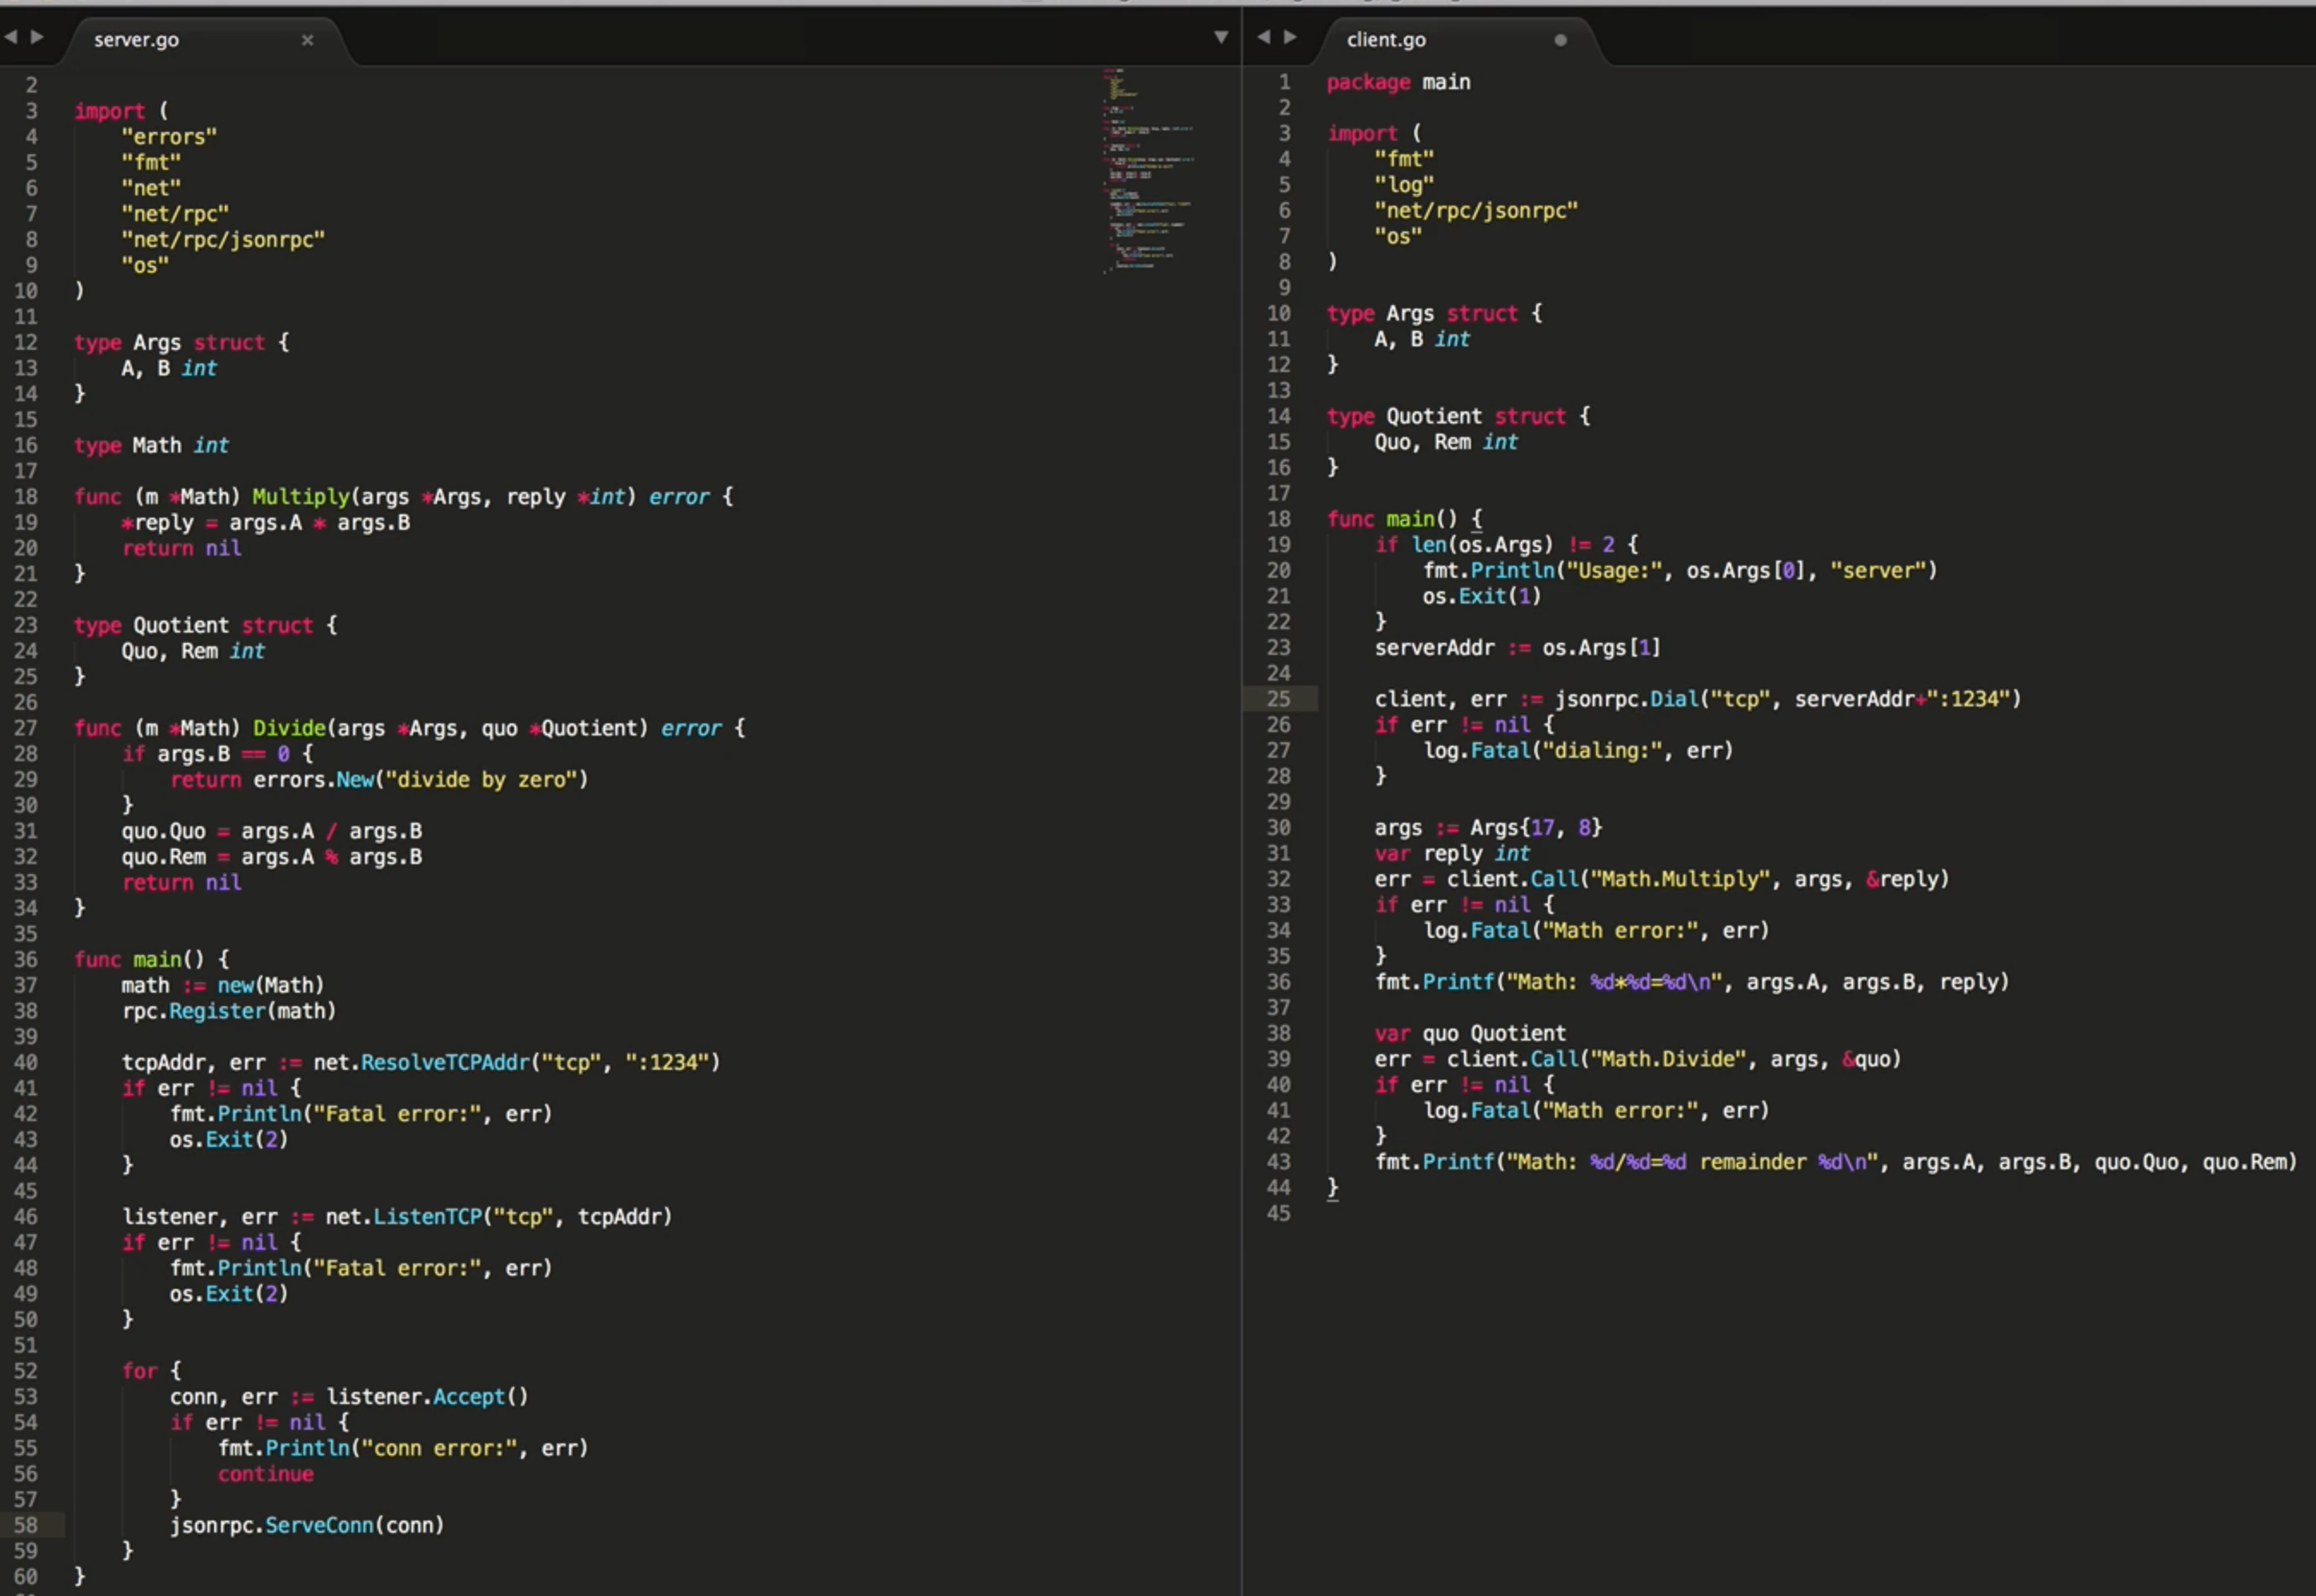 server.go
2
3 import (
4     "errors"
5     "fmt"
6     "net"
7     "net/rpc"
8     "net/rpc/jsonrpc"
9     "os"
10 )
11
12 type Args struct {
13     A, B int
14 }
15
16 type Math int
17
18 func (m *Math) Multiply(args *Args, reply *int) error {
19     *reply = args.A * args.B
20     return nil
21 }
22
23 type Quotient struct {
24     Quo, Rem int
25 }
26
27 func (m *Math) Divide(args *Args, quo *Quotient) error {
28     if args.B == 0 {
29         return errors.New("divide by zero")
30     }
31     quo.Quo = args.A / args.B
32     quo.Rem = args.A % args.B
33     return nil
34 }
35
36 func main() {
37     math := new(Math)
38     rpc.Register(math)
39
40     tcpAddr, err := net.ResolveTCPAddr("tcp", ":1234")
41     if err != nil {
42         fmt.Println("Fatal error:", err)
43         os.Exit(2)
44     }
45
46     listener, err := net.ListenTCP("tcp", tcpAddr)
47     if err != nil {
48         fmt.Println("Fatal error:", err)
49         os.Exit(2)
50     }
51
52     for {
53         conn, err := listener.Accept()
54         if err != nil {
55             fmt.Println("conn error:", err)
56             continue
57         }
58         jsonrpc.ServeConn(conn)
59     }
60 }
client.go
1 package main
2
3 import (
4     "fmt"
5     "log"
6     "net/rpc/jsonrpc"
7     "os"
8 )
9
10 type Args struct {
11     A, B int
12 }
13
14 type Quotient struct {
15     Quo, Rem int
16 }
17
18 func main() {
19     if len(os.Args) != 2 {
20         fmt.Println("Usage:", os.Args[0], "server")
21         os.Exit(1)
22     }
23     serverAddr := os.Args[1]
24
25     client, err := jsonrpc.Dial("tcp", serverAddr+":1234")
26     if err != nil {
27         log.Fatal("dialing:", err)
28     }
29
30     args := Args{17, 8}
31     var reply int
32     err = client.Call("Math.Multiply", args, &reply)
33     if err != nil {
34         log.Fatal("Math error:", err)
35     }
36     fmt.Printf("Math: %d*%d=%d\n", args.A, args.B, reply)
37
38     var quo Quotient
39     err = client.Call("Math.Divide", args, &quo)
40     if err != nil {
41         log.Fatal("Math error:", err)
42     }
43     fmt.Printf("Math: %d/%d=%d remainder %d\n", args.A, args.B, quo.Quo, quo.Rem)
44 }
45